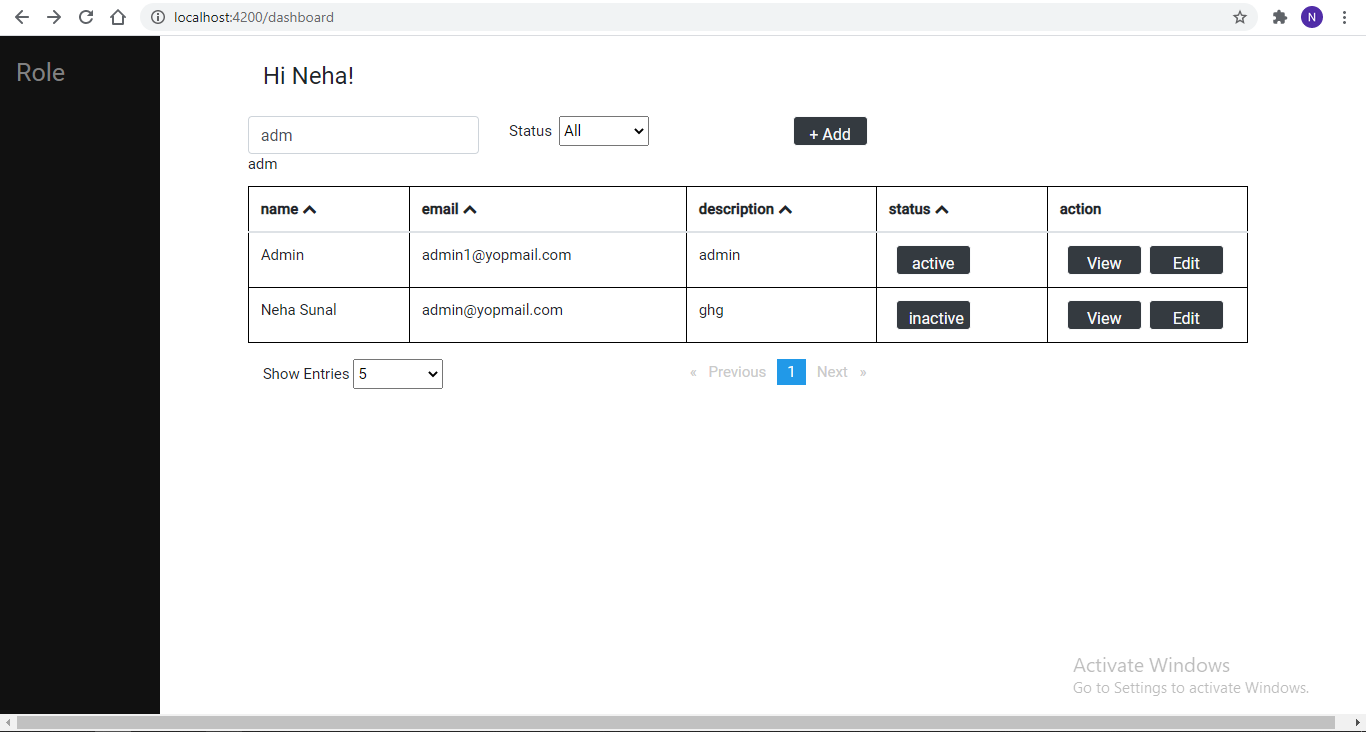 localhost:4200/dashboard
N
Role
Hi Neha!
adm Status All + Add
adm
name email description status action
Admin admin1@yopmail.com admin active View Edit
Neha Sunal admin@yopmail.com ghg inactive View Edit
Show Entries 5 « Previous 1 Next »
Activate Windows
Go to Settings to activate Windows.